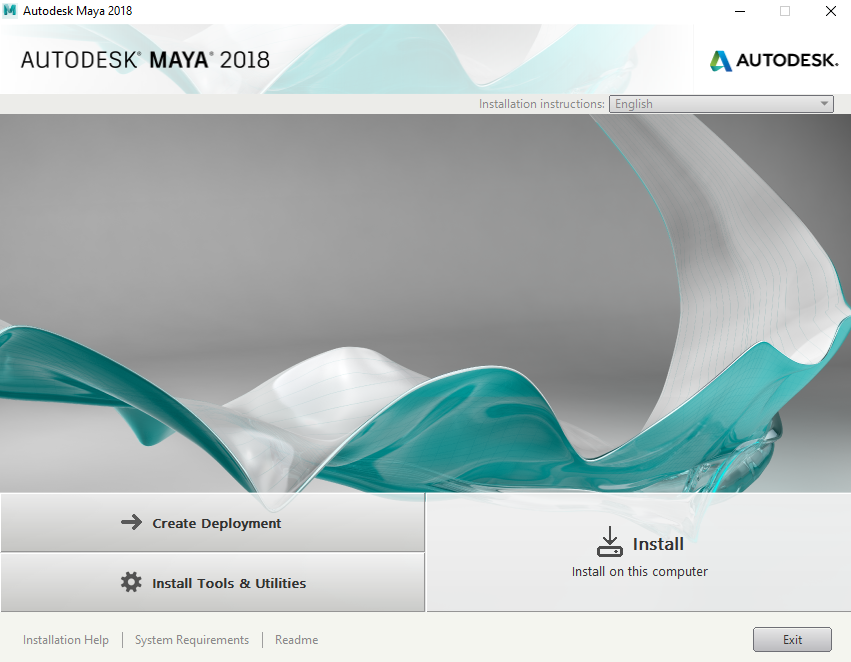 Autodesk Maya 2018
AUTODESK® MAYA® 2018
AUTODESK.
Installation instructions: English
Create Deployment
Install Tools & Utilities
Install
Install on this computer
Installation Help | System Requirements | Readme
Exit